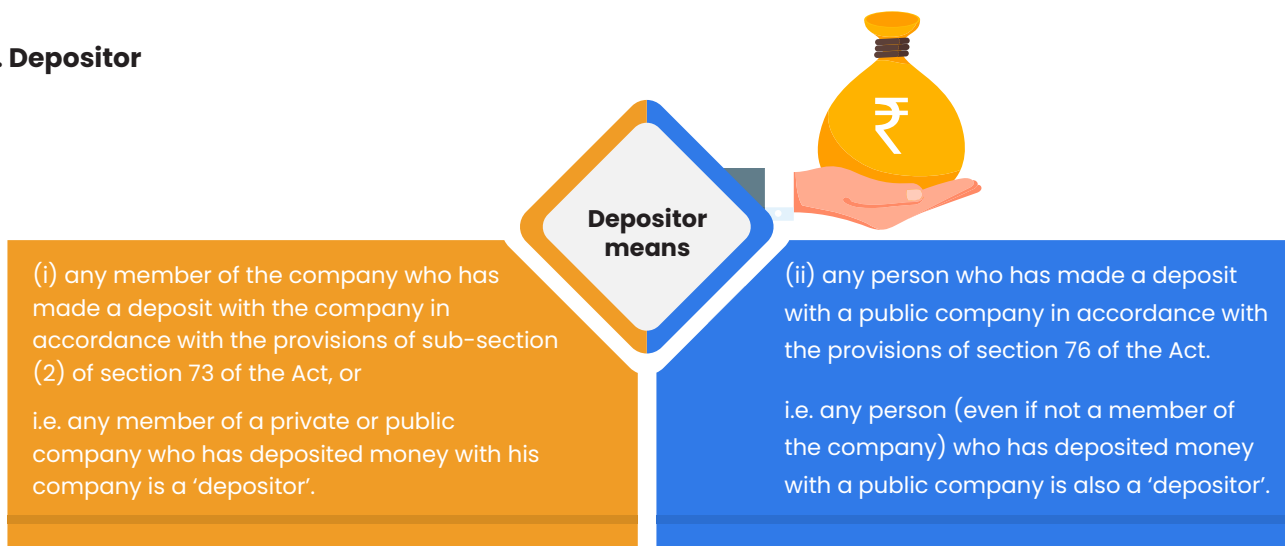 . Depositor
₹
Depositor
means
(i) any member of the company who has
made a deposit with the company in
accordance with the provisions of sub-section
(2) of section 73 of the Act, or
i.e. any member of a private or public
company who has deposited money with his
company is a ‘depositor’.
(ii) any person who has made a deposit
with a public company in accordance with
the provisions of section 76 of the Act.
i.e. any person (even if not a member of
the company) who has deposited money
with a public company is also a ‘depositor’.